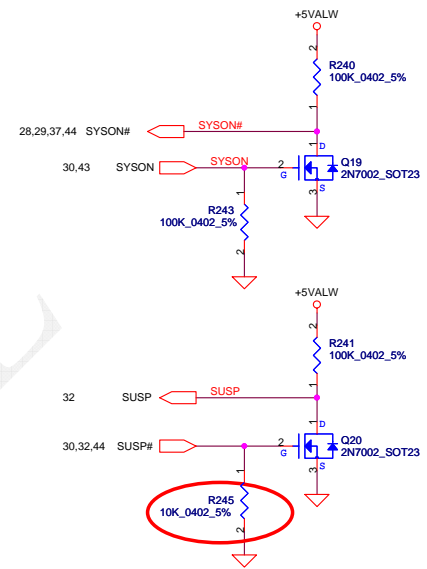 +5VALW
2
R240
100K_0402_5%
1
28,29,37,44 SYSON# SYSON#
1
D
30,43 SYSON SYSON 2
G
Q19
2N7002_SOT23
S
3
1
R243
100K_0402_5%
2
+5VALW
2
R241
100K_0402_5%
1
32 SUSP SUSP
1
D
30,32,44 SUSP# 2
G
Q20
2N7002_SOT23
S
3
1
R245
10K_0402_5%
2